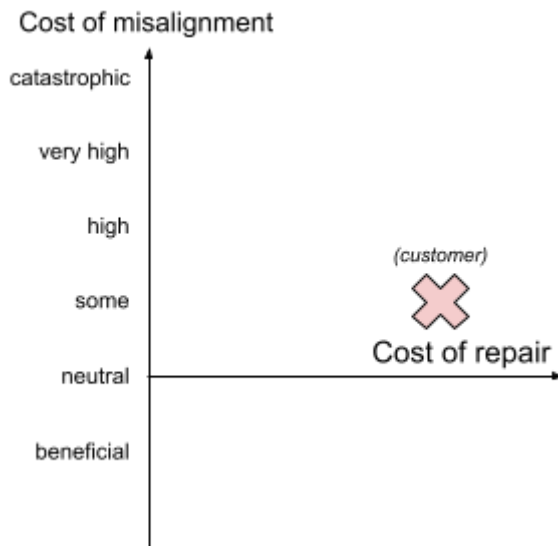 Cost of misalignment
catastrophic
very high
high
(customer)
some
Cost of repair
neutral
beneficial